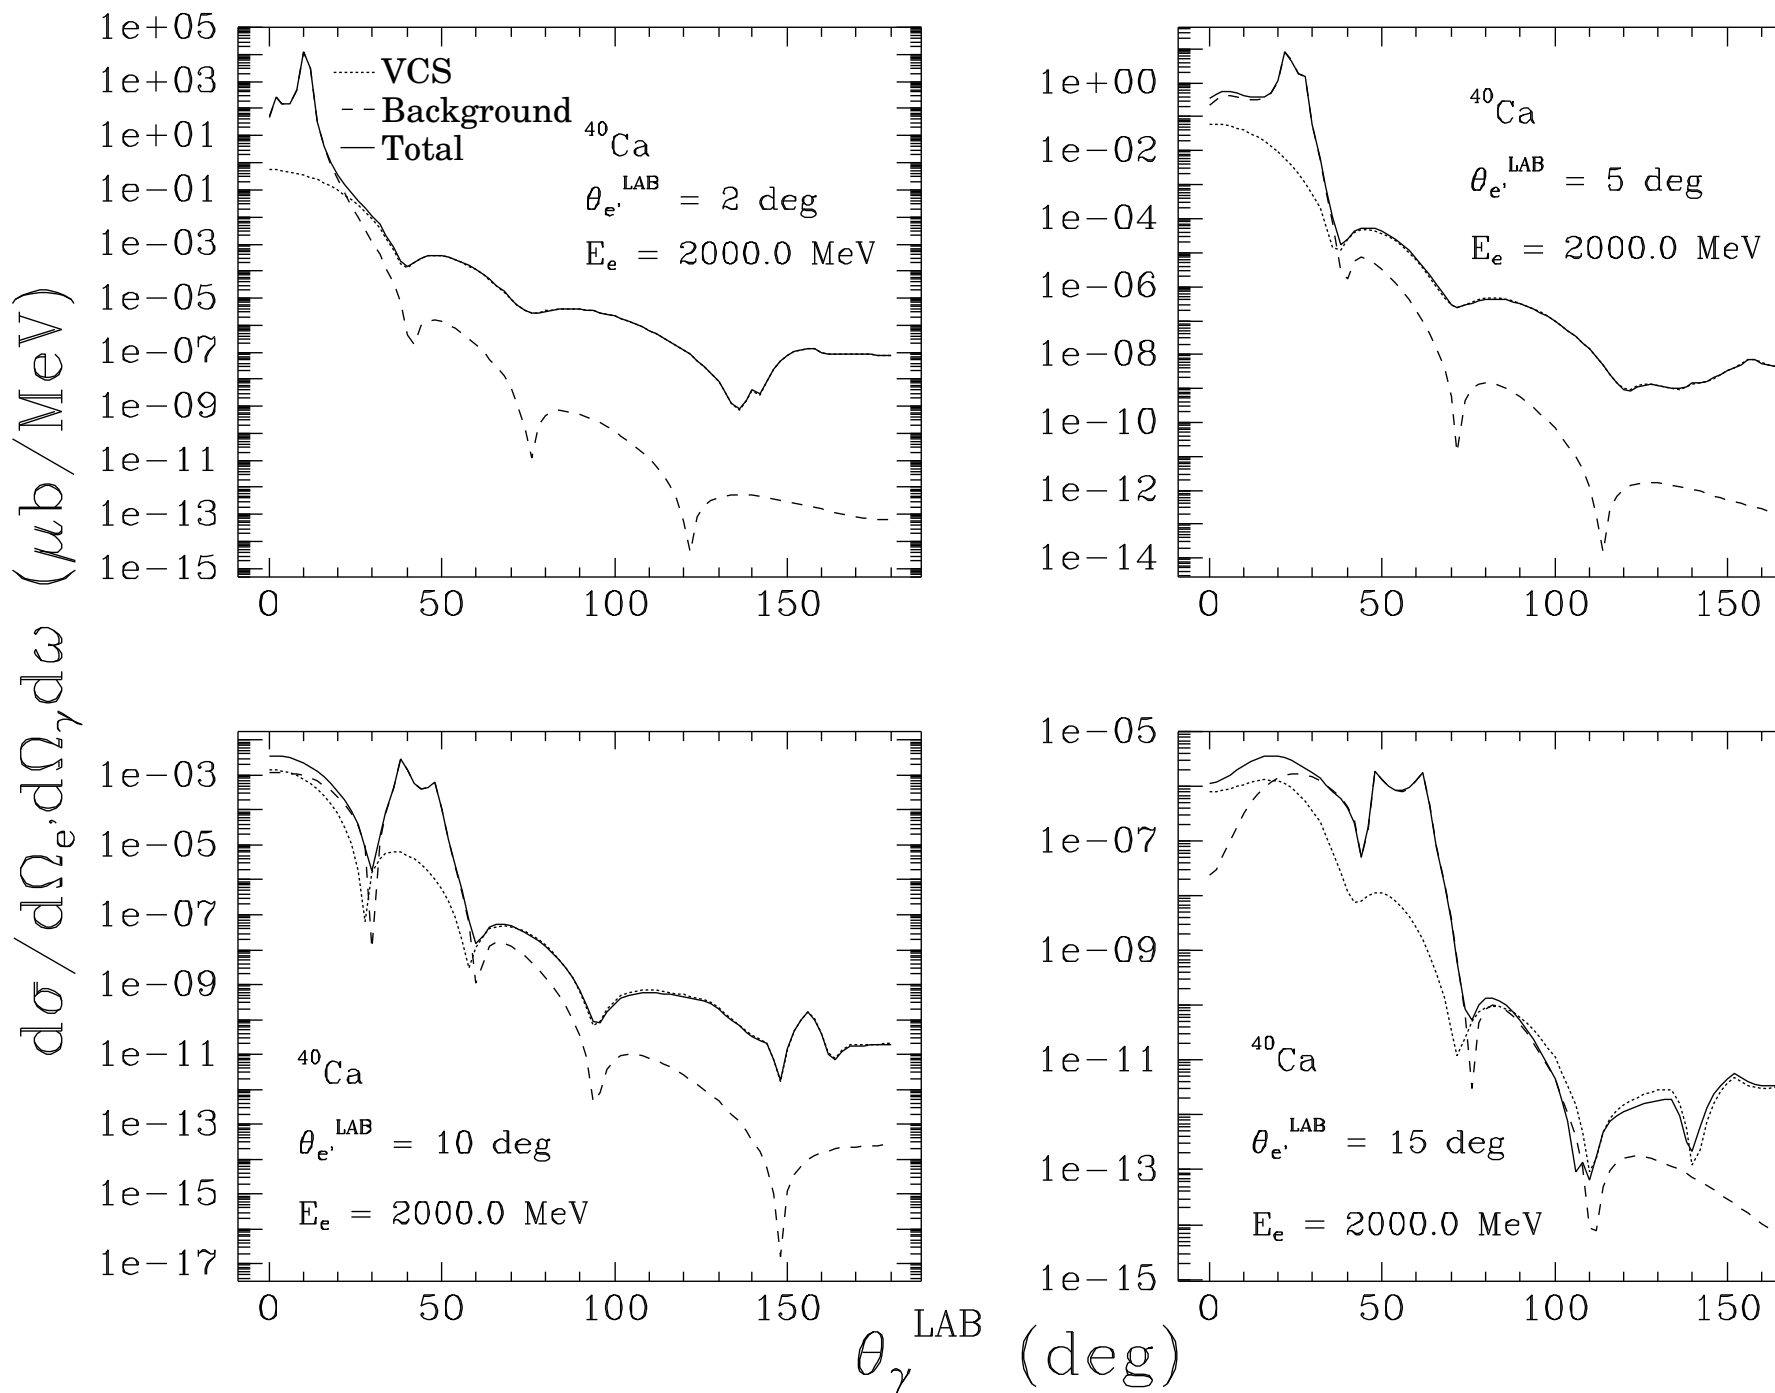 dσ/dΩe'dΩγdω (μb/MeV)
1e+05
1e+03
1e+01
1e−01
1e−03
1e−05
1e−07
1e−09
1e−11
1e−13
1e−15
VCS
Background
Total
40Ca
θe'LAB = 2 deg
Ee = 2000.0 MeV
0 50 100 150
1e+00
1e−02
1e−04
1e−06
1e−08
1e−10
1e−12
1e−14
40Ca
θe'LAB = 5 deg
Ee = 2000.0 MeV
0 50 100 150
1e−03
1e−05
1e−07
1e−09
1e−11
1e−13
1e−15
1e−17
40Ca
θe'LAB = 10 deg
Ee = 2000.0 MeV
0 50 100 150
1e−05
1e−07
1e−09
1e−11
1e−13
1e−15
40Ca
θe'LAB = 15 deg
Ee = 2000.0 MeV
0 50 100 150
θγLAB (deg)